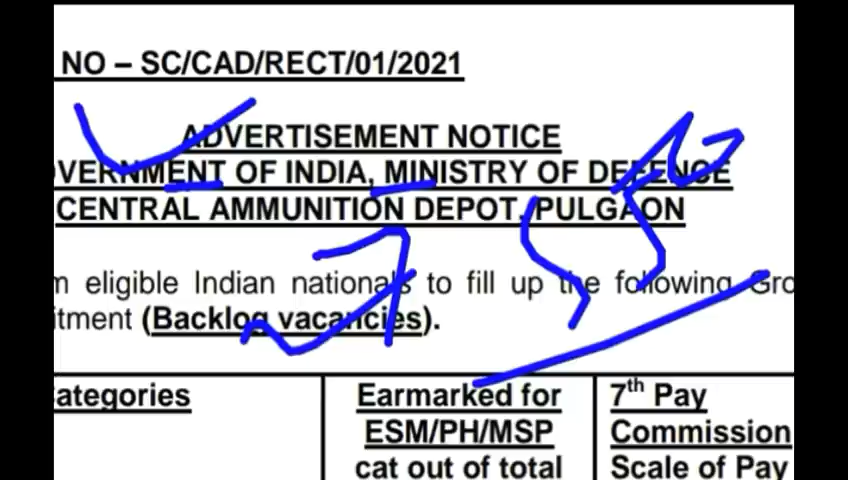 NO – SC/CAD/RECT/01/2021
ADVERTISEMENT NOTICE
OVERNMENT OF INDIA, MINISTRY OF DEFENCE
CENTRAL AMMUNITION DEPOT, PULGAON
m eligible Indian nationals to fill up the following Gro
itment (Backlog vacancies).
ategories
Earmarked for
ESM/PH/MSP
cat out of total
7th Pay
Commission
Scale of Pay